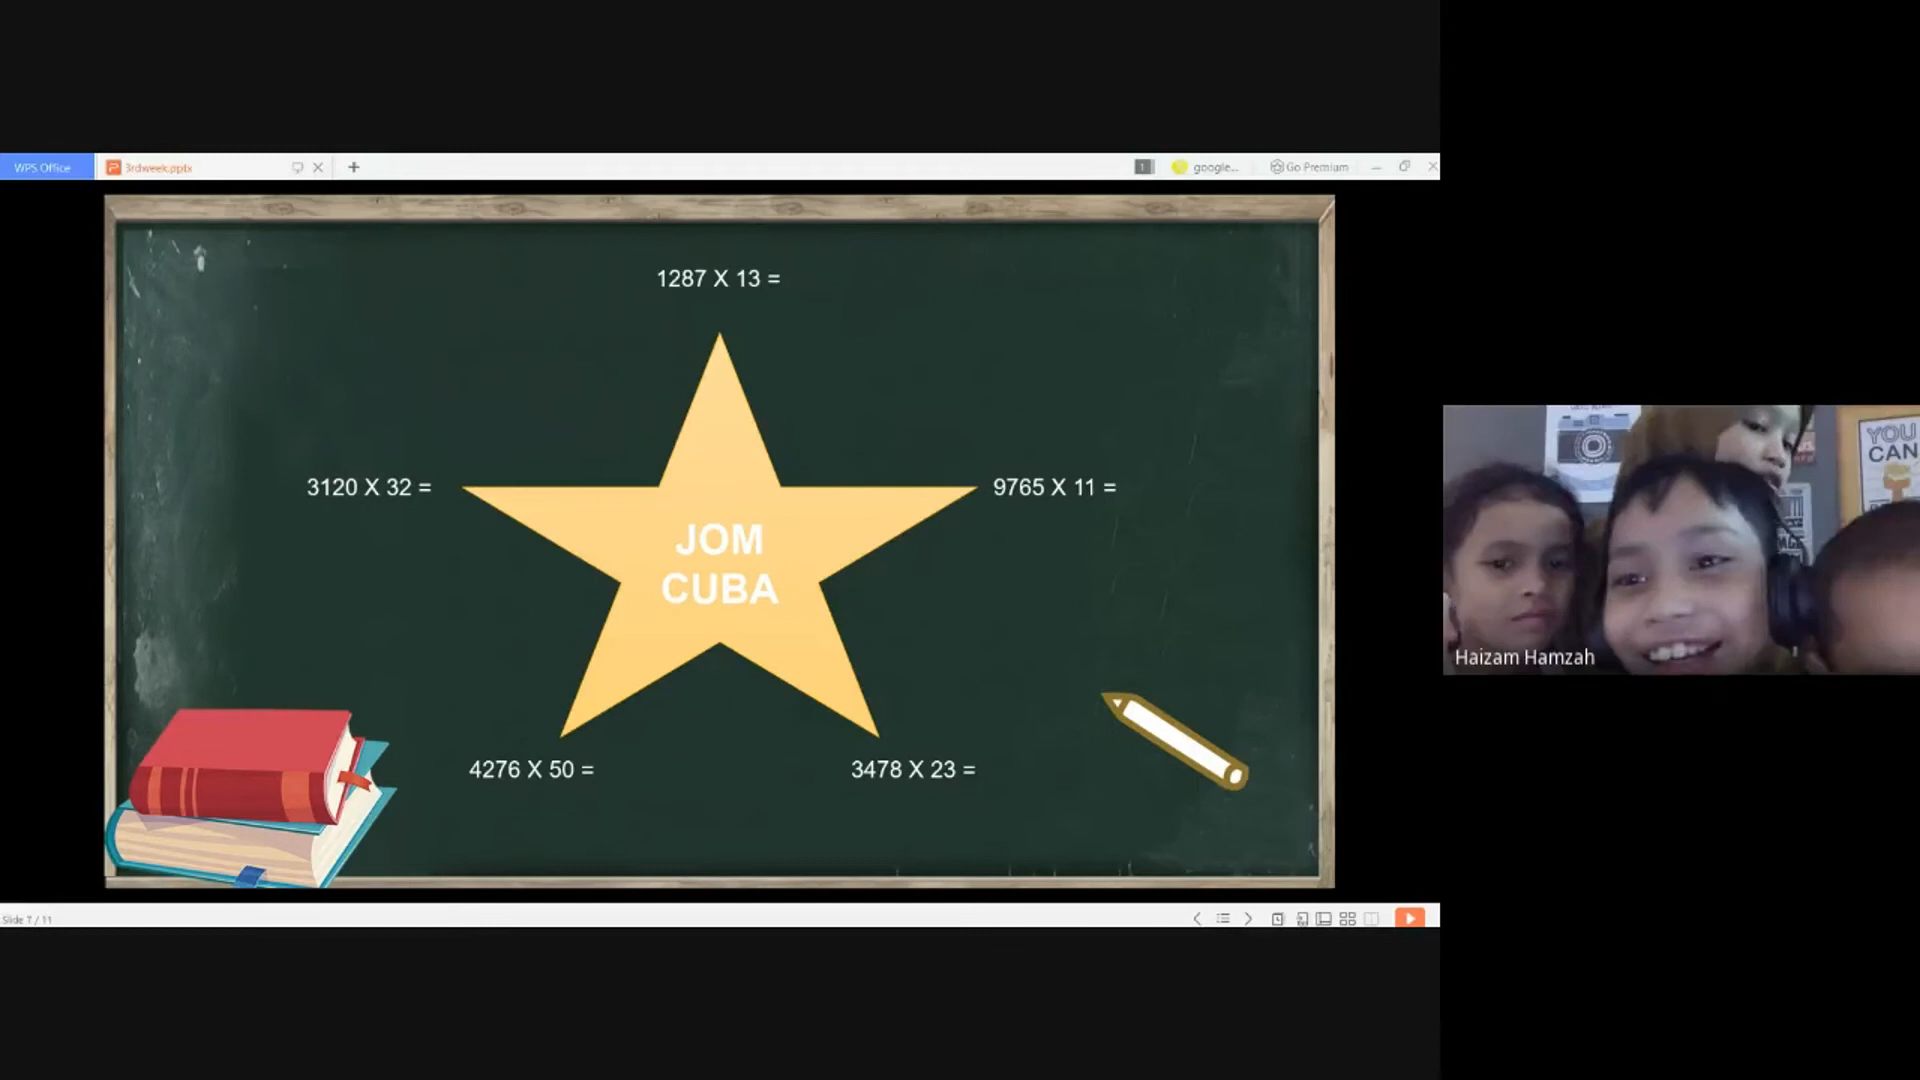 WPS Office
3rdweek.pptx
1
google...
Go Premium
1287 X 13 =
3120 X 32 =
9765 X 11 =
JOM
CUBA
4276 X 50 =
3478 X 23 =
YOU
CAN
Haizam Hamzah
Slide 7 / 11